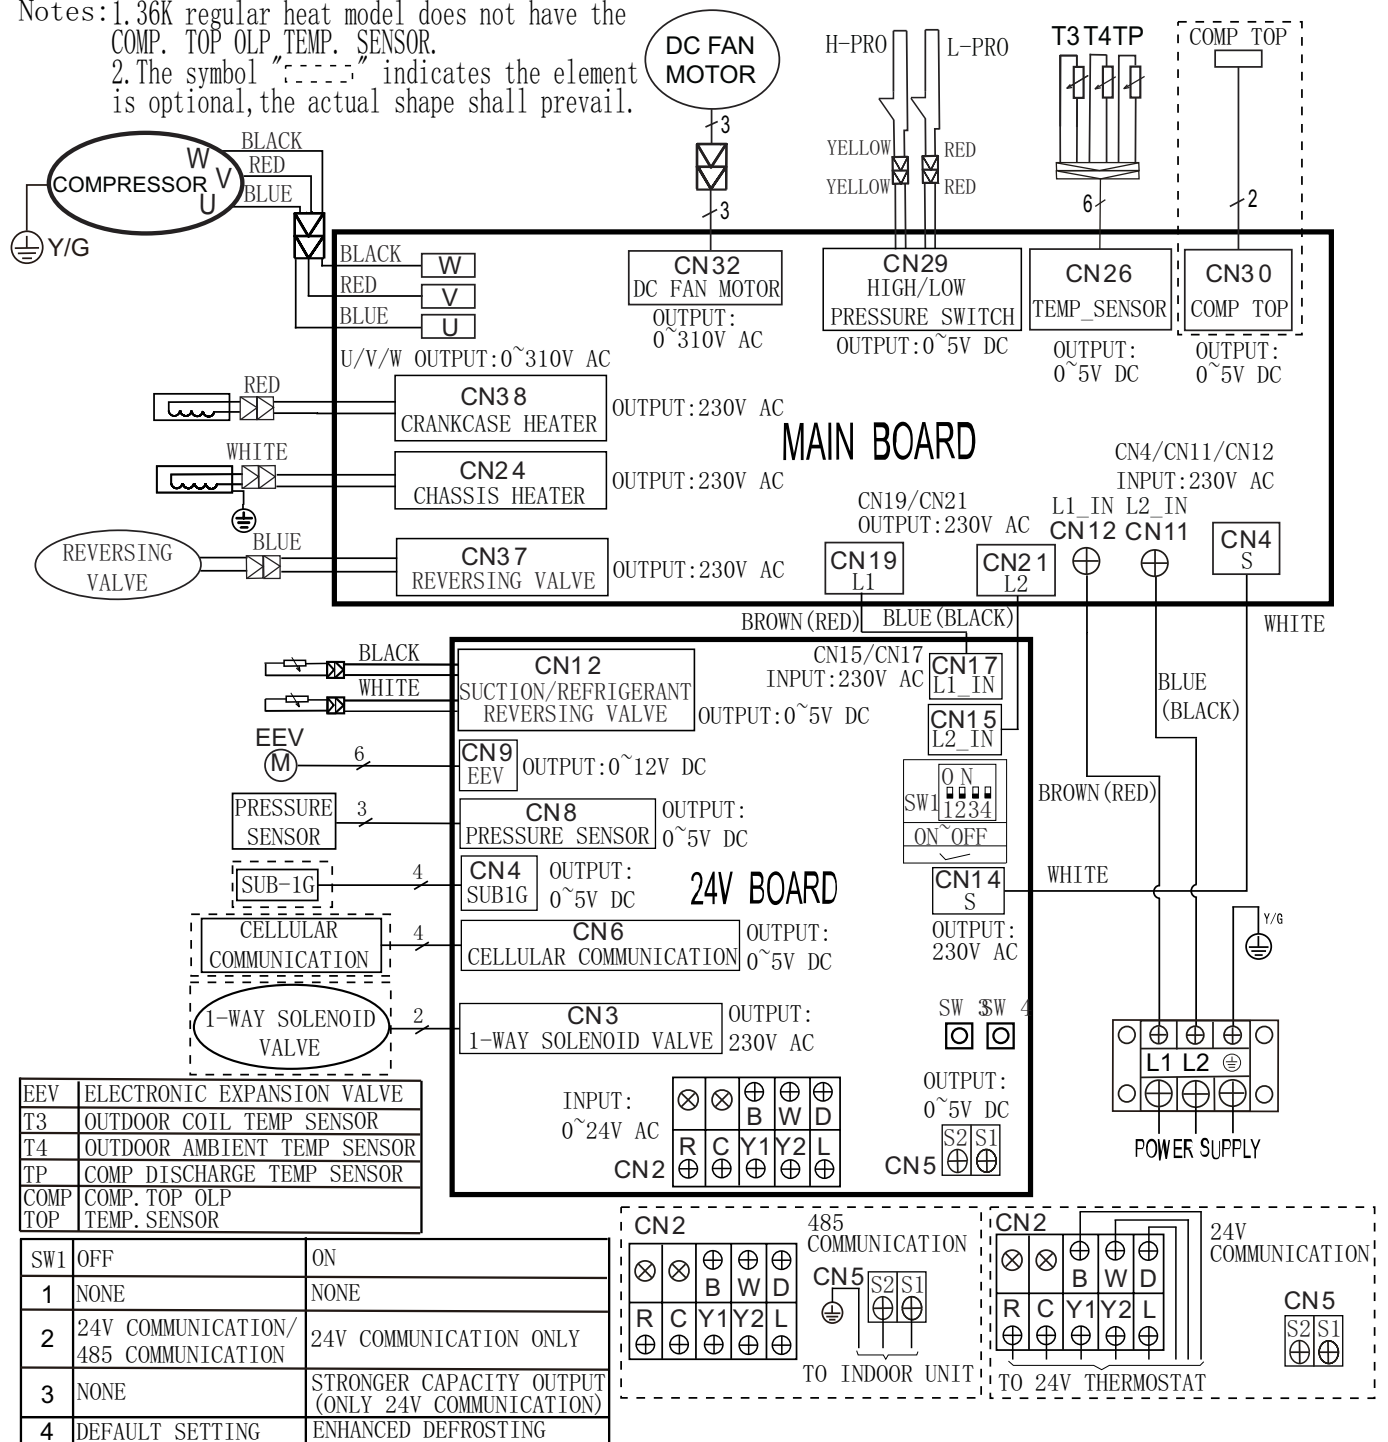 Notes:1.36K regular heat model does not have the
COMP. TOP OLP TEMP. SENSOR.
2.The symbol "       " indicates the element
is optional,the actual shape shall prevail.
DC FAN
MOTOR
3
3
H-PRO
L-PRO
YELLOW
RED
YELLOW
RED
T3 T4TP
6
COMP TOP
2
COMPRESSOR
W
V
U
BLACK
RED
BLUE
Y/G
BLACK
W
RED
V
BLUE
U
U/V/W OUTPUT:0~310V AC
CN32
DC FAN MOTOR
OUTPUT:
0~310V AC
CN29
HIGH/LOW
PRESSURE SWITCH
OUTPUT:0~5V DC
CN26
TEMP_SENSOR
OUTPUT:
0~5V DC
CN30
COMP TOP
OUTPUT:
0~5V DC
RED
CN38
CRANKCASE HEATER
OUTPUT:230V AC
WHITE
CN24
CHASSIS HEATER
OUTPUT:230V AC
REVERSING
VALVE
BLUE
CN37
REVERSING VALVE
OUTPUT:230V AC
MAIN BOARD
CN19/CN21
OUTPUT:230V AC
CN19
L1
CN21
L2
CN4/CN11/CN12
INPUT:230V AC
L1_IN L2_IN
CN12 CN11
CN4
S
BROWN(RED)
BLUE(BLACK)
WHITE
BLACK
WHITE
CN12
SUCTION/REFRIGERANT
REVERSING VALVE
OUTPUT:0~5V DC
CN15/CN17
INPUT:230V AC
CN17
L1_IN
CN15
L2_IN
BLUE
(BLACK)
BROWN(RED)
EEV
M
6
CN9
EEV
OUTPUT:0~12V DC
SW1
ON
1234
ON~OFF
PRESSURE
SENSOR
3
CN8
PRESSURE SENSOR
OUTPUT:
0~5V DC
SUB-1G
4
CN4
SUB1G
OUTPUT:
0~5V DC
24V BOARD
CN14
S
OUTPUT:
230V AC
WHITE
Y/G
CELLULAR
COMMUNICATION
4
CN6
CELLULAR COMMUNICATION
OUTPUT:
0~5V DC
1-WAY SOLENOID
VALVE
2
CN3
1-WAY SOLENOID VALVE
OUTPUT:
230V AC
SW 3
SW 4
L1 L2
POWER SUPPLY
INPUT:
0~24V AC
CN2
B W D
R C Y1 Y2 L
OUTPUT:
0~5V DC
CN5
S2 S1
EEV ELECTRONIC EXPANSION VALVE
T3 OUTDOOR COIL TEMP SENSOR
T4 OUTDOOR AMBIENT TEMP SENSOR
TP COMP DISCHARGE TEMP SENSOR
COMP COMP.TOP OLP
TOP TEMP.SENSOR
SW1 OFF ON
1 NONE NONE
2 24V COMMUNICATION/
485 COMMUNICATION 24V COMMUNICATION ONLY
3 NONE STRONGER CAPACITY OUTPUT
(ONLY 24V COMMUNICATION)
4 DEFAULT SETTING ENHANCED DEFROSTING
CN2
B W D
R C Y1 Y2 L
485
COMMUNICATION
CN5
S2 S1
TO INDOOR UNIT
CN2
B W D
R C Y1 Y2 L
TO 24V THERMOSTAT
24V
COMMUNICATION
CN5
S2 S1